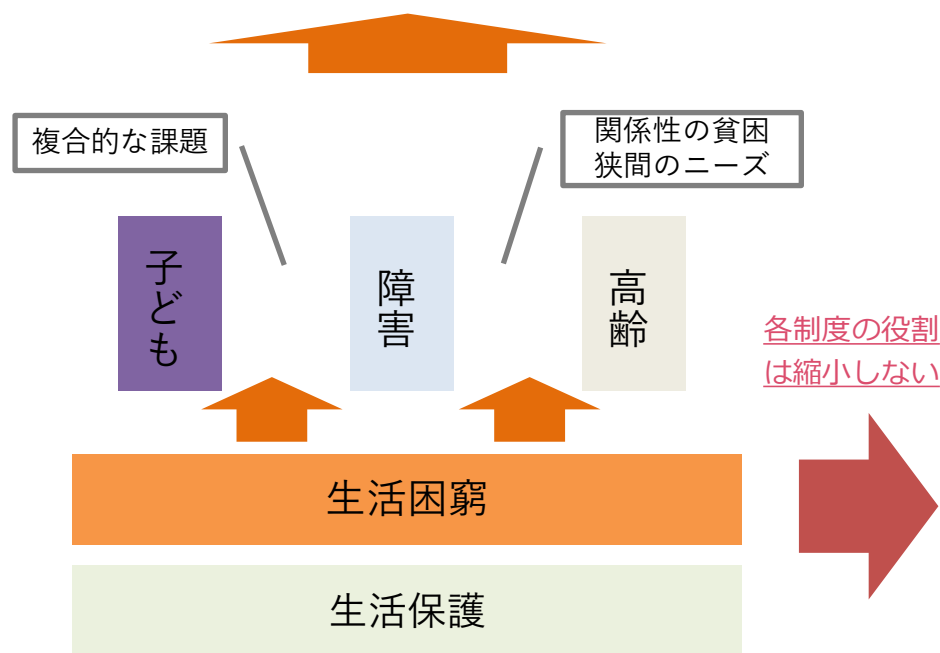 複合的な課題
関係性の貧困
狭間のニーズ
子ども
障害
高齢
各制度の役割
は縮小しない
生活困窮
生活保護